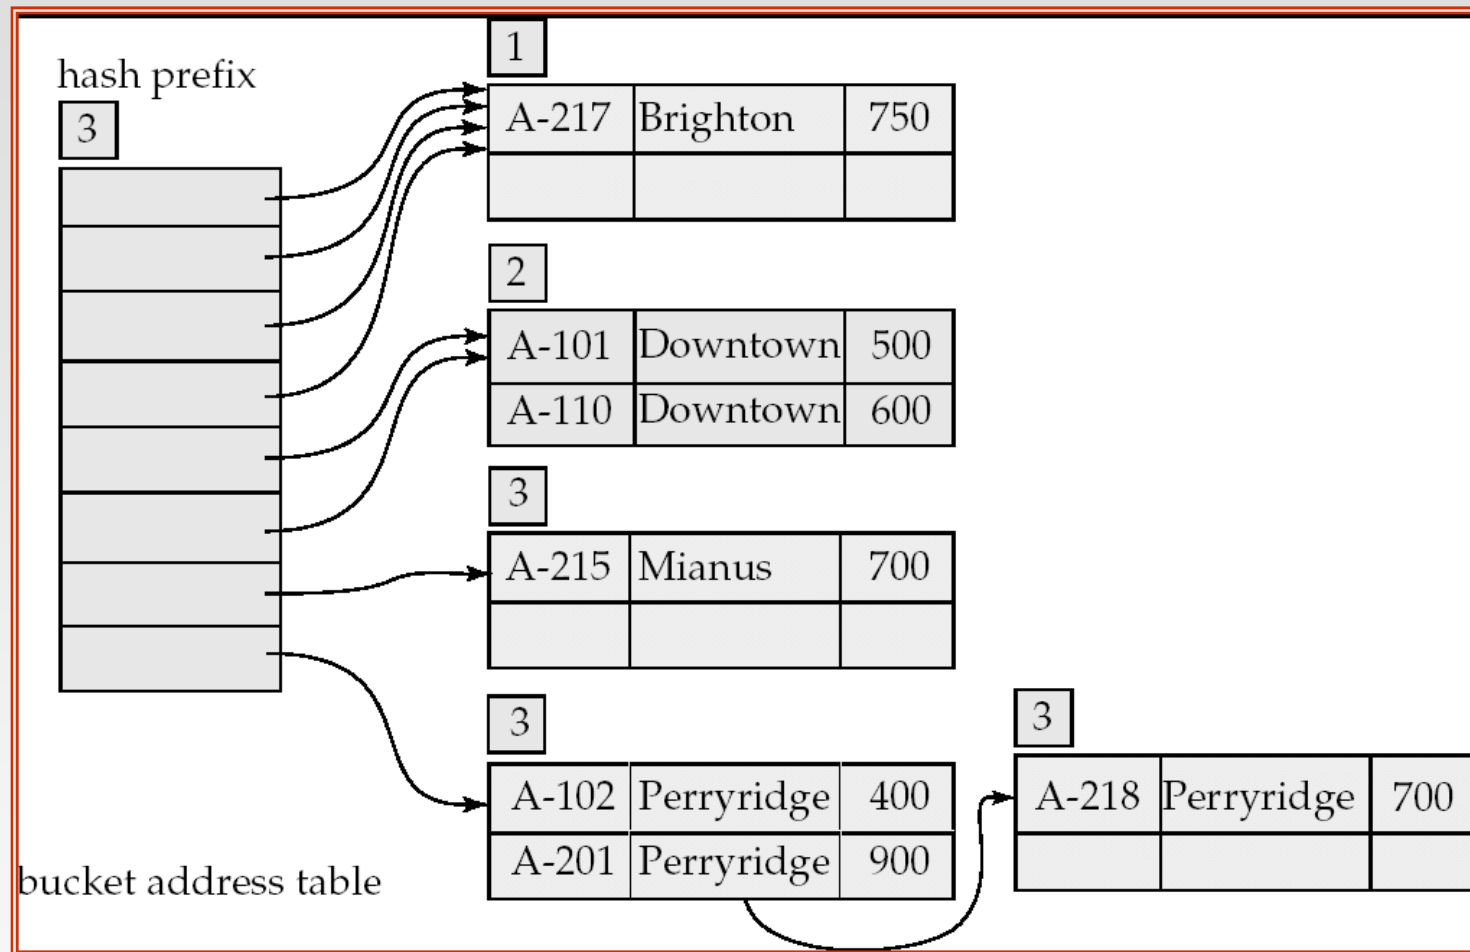 hash prefix
3
1
A-217 Brighton 750
2
A-101 Downtown 500
A-110 Downtown 600
3
A-215 Mianus 700
3
A-102 Perryridge 400
A-201 Perryridge 900
3
A-218 Perryridge 700
bucket address table